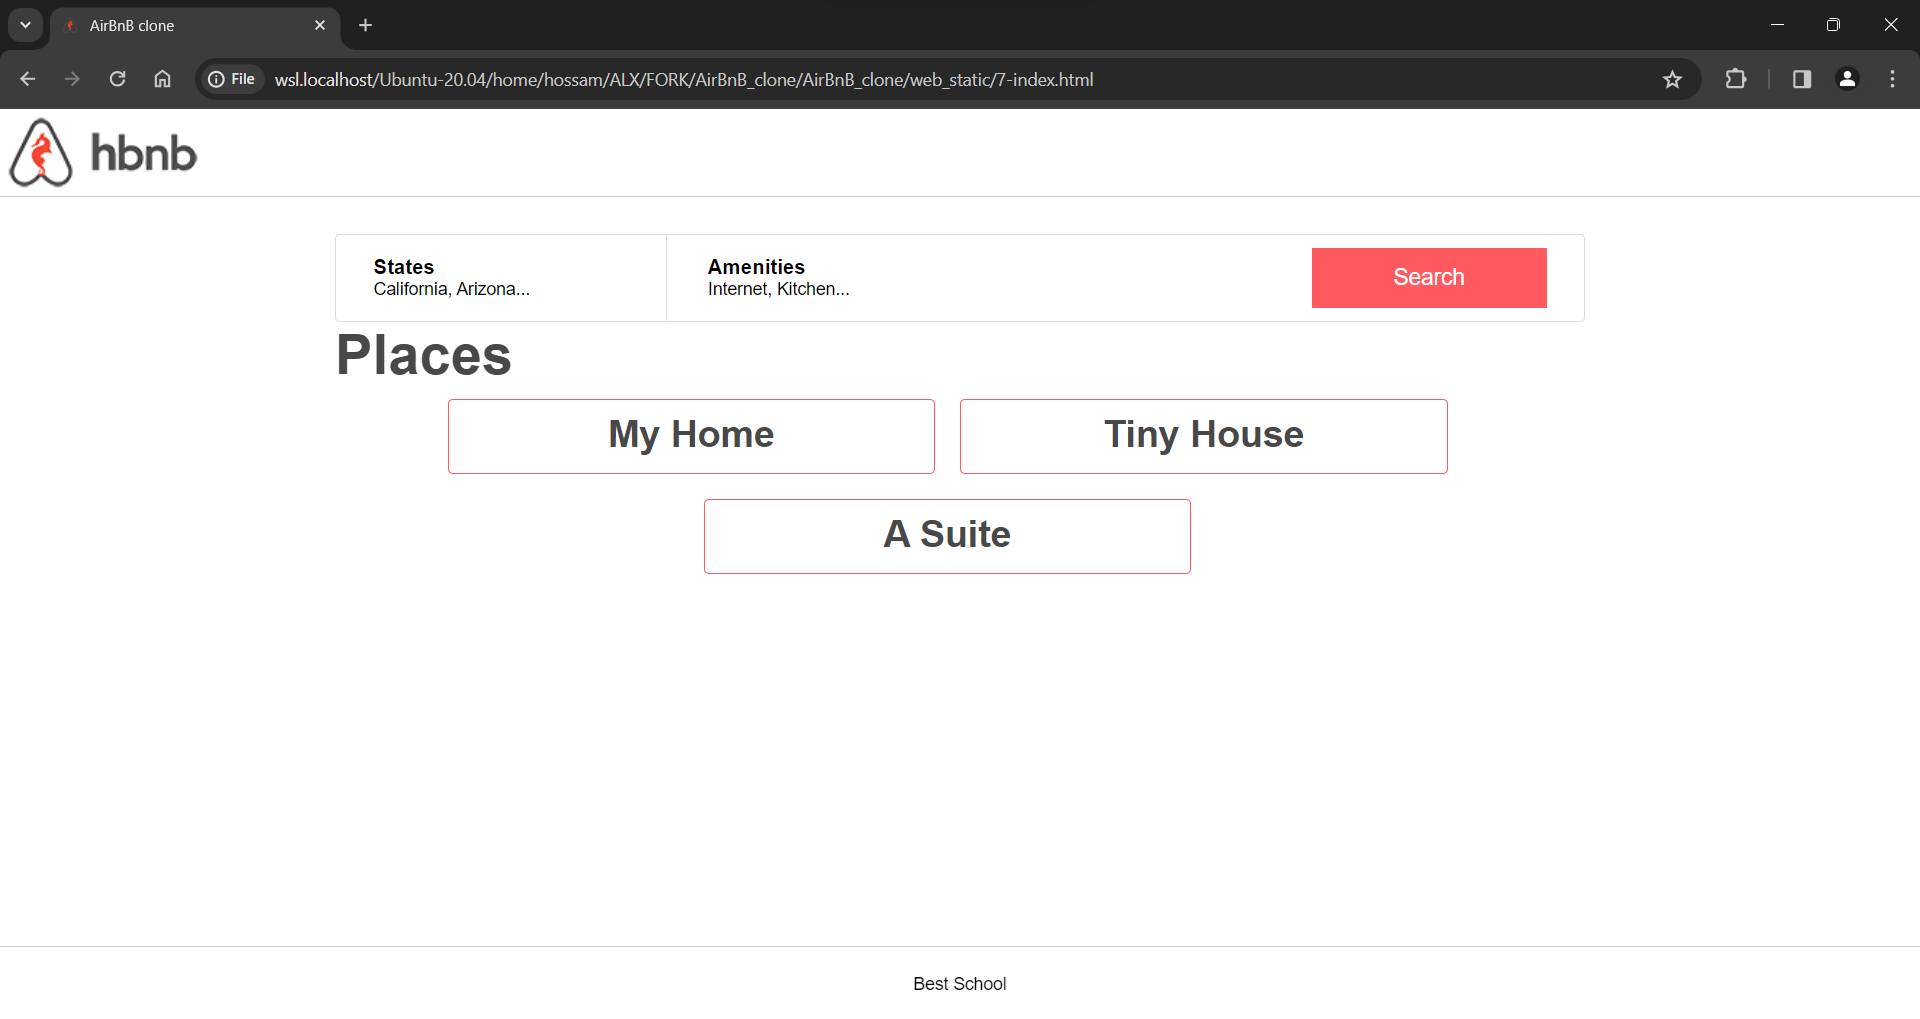 AirBnB clone
File wsl.localhost/Ubuntu-20.04/home/hossam/ALX/FORK/AirBnB_clone/AirBnB_clone/web_static/7-index.html
hbnb
States
California, Arizona...
Amenities
Internet, Kitchen...
Search
Places
My Home
Tiny House
A Suite
Best School